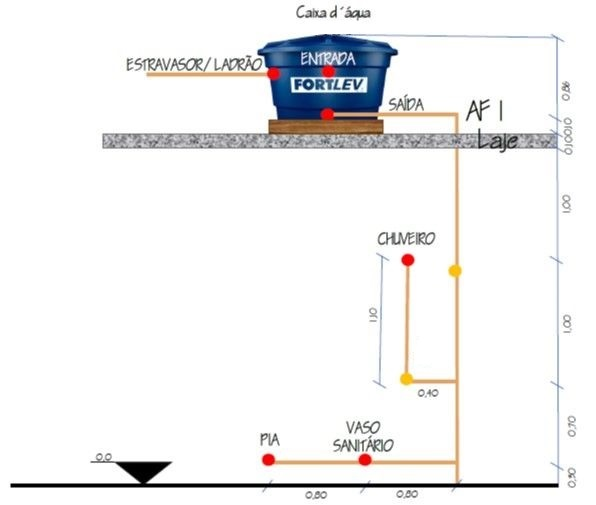 Caixa d´água
ESTRAVASOR/LADRÃO
ENTRADA
FORTLEV
SAÍDA
AF 1
Laje
0,86
0,10
0,10
1,00
CHUVEIRO
1,10
1,00
0,40
PIA
VASO
SANITÁRIO
0,70
0,0
0,30
0,80
0,80